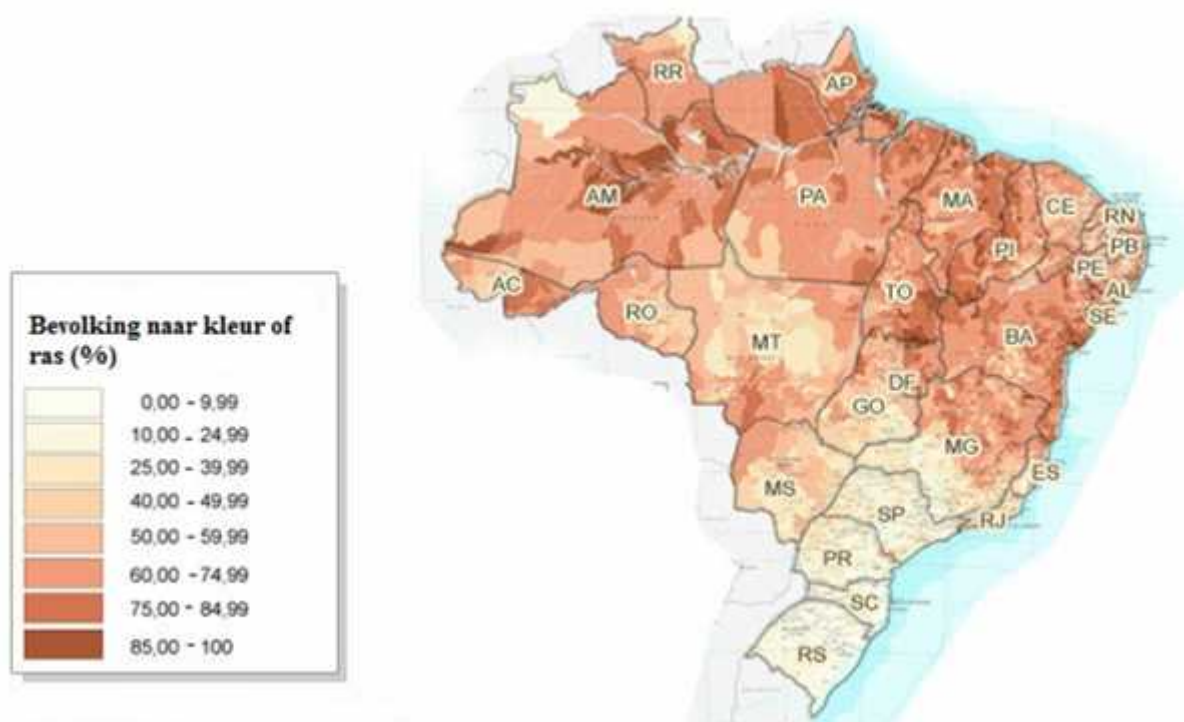 Bevolking naar kleur of
ras (%)
0,00 - 9,99
10,00 - 24,99
25,00 - 39,99
40,00 - 49,99
50,00 - 59,99
60,00 - 74,99
75,00 - 84,99
85,00 - 100
RR
AP
AM
PA
MA
CE
RN
PB
PI
PE
AC
TO
AL
RO
SE
MT
BA
DF
GO
MG
ES
MS
SP
RJ
PR
SC
RS